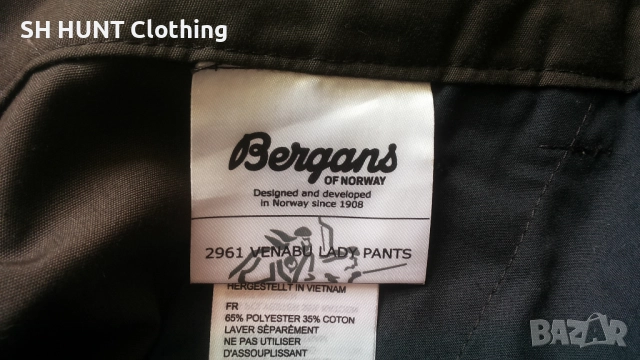 SH HUNT Clothing
Bergans
OF NORWAY
Designed and developed
in Norway since 1908
2961 VENABU LADY PANTS
HERGESTELLT IN VIETNAM
FR
65% POLYESTER 35% COTON
LAVER SÉPARÉMENT
NE PAS UTILISER
D'ASSOUPLISSANT
BAZAR